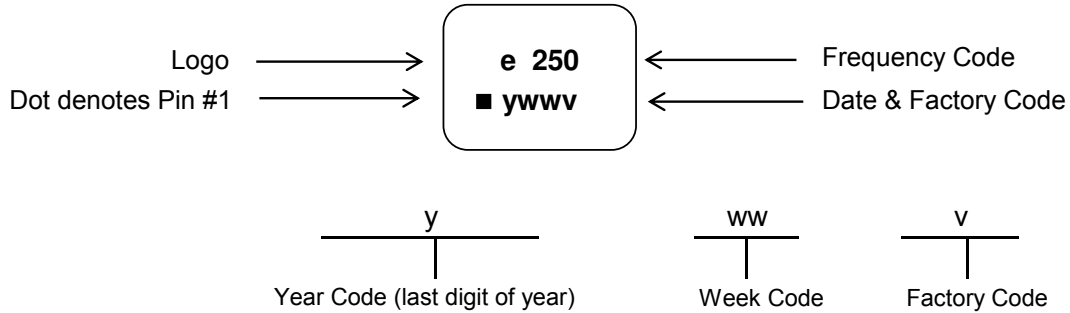 Logo
Dot denotes Pin #1
e 250
■ ywwv
Frequency Code
Date & Factory Code
y
ww
v
Year Code (last digit of year)
Week Code
Factory Code